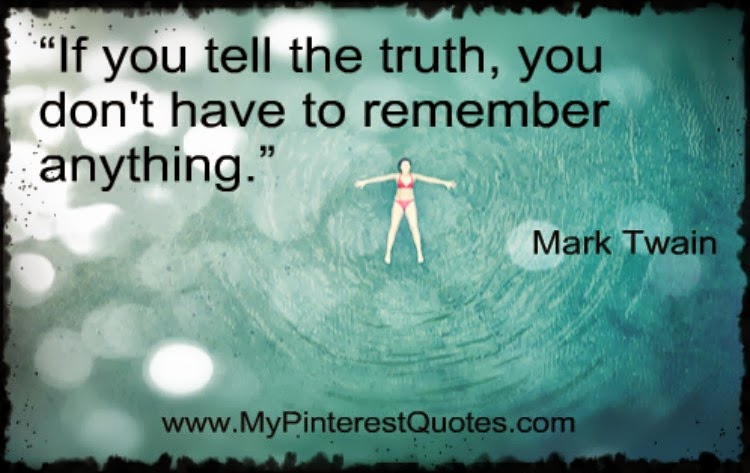 “If you tell the truth, you
don't have to remember
anything.”
Mark Twain
www.MyPinterestQuotes.com